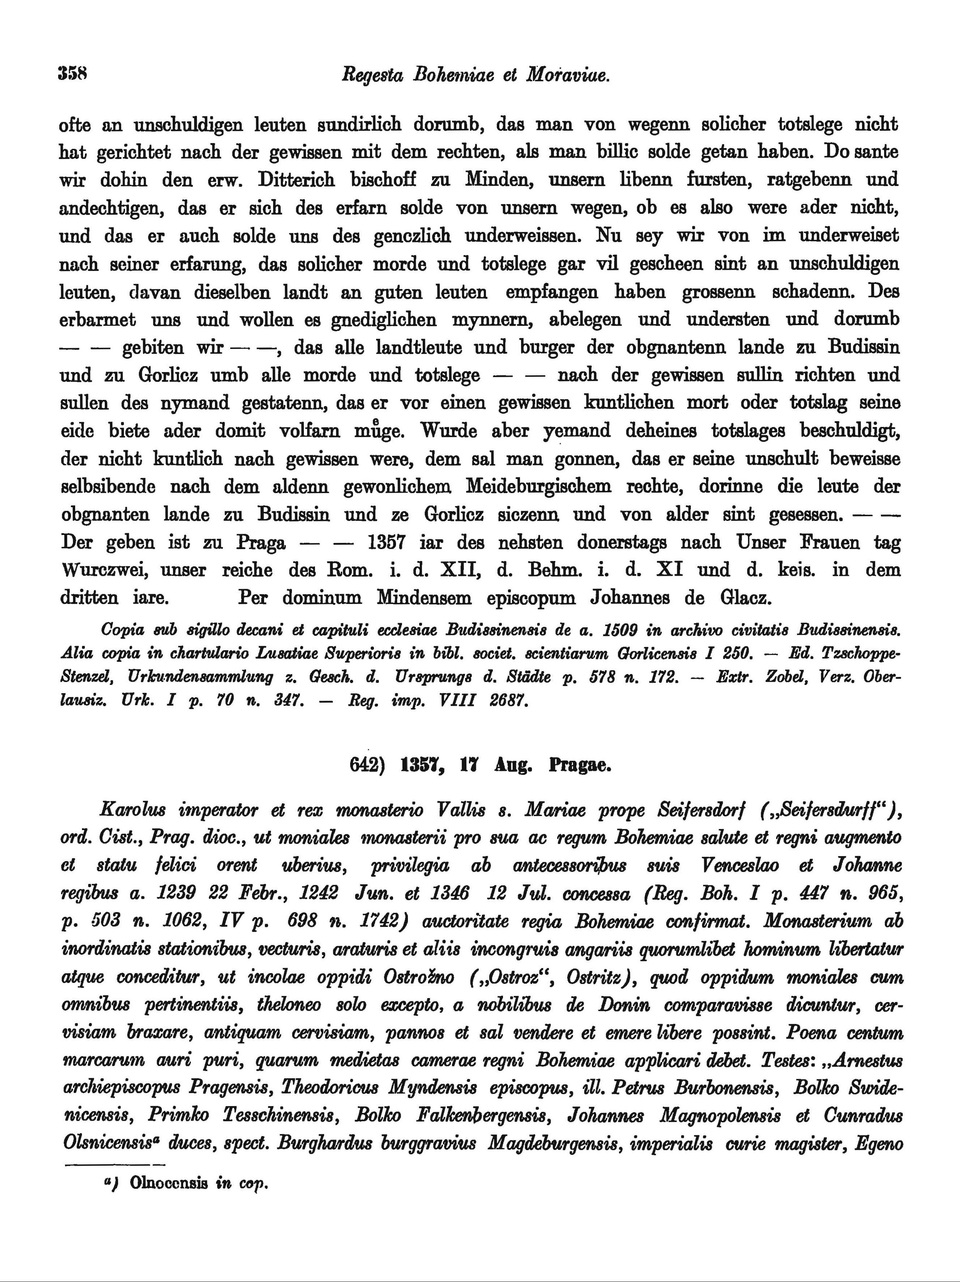 358 Regesta Bohemiae et Moraviae.
ofte an unschuldigen leuten sundirlich dorumb, das man von wegenn solicher totslege nicht
hat gerichtet nach der gewissen mit dem rechten, als man billic solde getan haben. Do sante
wir dohin den erw. Ditterich bischoff zu Minden, unsern libenn fursten, ratgebenn und
andechtigen, das er sich des erfarn solde von unsern wegen, ob es also were ader nicht,
und das er auch solde uns des genczlich underweissen. Nu sey wir von im underweiset
nach seiner erfarung, das solicher morde und totslege gar vil gescheen sint an unschuldigen
leuten, davan dieselben landt an guten leuten empfangen haben grossenn schadenn. Des
erbarmet uns und wollen es gnediglichen mynnern, abelegen und understen und dorumb
— — gebiten wir — —, das alle landtleute und burger der obgnantenn lande zu Budissin
und zu Gorlicz umb alle morde und totslege — — nach der gewissen sullin richten und
sullen des nymand gestatenn, das er vor einen gewissen kuntlichen mort oder totslag seine
eide biete ader domit volfarn můge. Wurde aber yemand deheines totslages beschuldigt,
der nicht kuntlich nach gewissen were, dem sal man gonnen, das er seine unschult beweisse
selbsibende nach dem aldenn gewonlichem Meideburgischem rechte, dorinne die leute der
obgnanten lande zu Budissin und ze Gorlicz siczenn und von alder sint gesessen. — —
Der geben ist zu Praga — — 1357 iar des nehsten donerstags nach Unser Frauen tag
Wurczwei, unser reiche des Rom. i. d. XII, d. Behm. i. d. XI und d. keis. in dem
dritten iare. Per dominum Mindensem episcopum Johannes de Glacz.
Copia sub sigillo decani et capituli ecclesiae Budissinensis de a. 1509 in archivo civitatis Budissinensis.
Alia copia in chartulario Lusatiae Superioris in bibl. societ. scientiarum Gorlicensis I 250. — Ed. Tzschoppe-
Stenzel, Urkundensammlung z. Gesch. d. Ursprungs d. Städte p. 578 n. 172. — Extr. Zobel, Verz. Ober-
lausiz. Urk. I p. 70 n. 347. — Reg. imp. VIII 2687.
642) 1357, 17 Aug. Pragae.
Karolus imperator et rex monasterio Vallis s. Mariae prope Seifersdorf („Seifersdurff“),
ord. Cist., Prag. dioc., ut moniales monasterii pro sua ac regum Bohemiae salute et regni augmento
et statu felici orent uberius, privilegia ab antecessoribus suis Venceslao et Johanne
regibus a. 1239 22 Febr., 1242 Jun. et 1346 12 Jul. concessa (Reg. Boh. I p. 447 n. 965,
p. 503 n. 1062, IV p. 698 n. 1742) auctoritate regia Bohemiae confirmat. Monasterium ab
inordinatis stationibus, vecturis, araturis et aliis incongruis angariis quorumlibet hominum libertatur
atque conceditur, ut incolae oppidi Ostrožno („Ostroz“, Ostritz), quod oppidum moniales cum
omnibus pertinentiis, theloneo solo excepto, a nobilibus de Donin comparavisse dicuntur, cer-
visiam braxare, antiquam cervisiam, pannos et sal vendere et emere libere possint. Poena centum
marcarum auri puri, quarum medietas camerae regni Bohemiae applicari debet. Testes: „Arnestus
archiepiscopus Pragensis, Theodoricus Myndensis episcopus, ill. Petrus Burbonensis, Bolko Swide-
nicensis, Primko Tesschinensis, Bolko Falkenbergensis, Johannes Magnopolensis et Cunradus
Olsnicensisᵃ duces, spect. Burghardus burggravius Magdeburgensis, imperialis curie magister, Egeno
ᵃ) Olnocensis in cop.